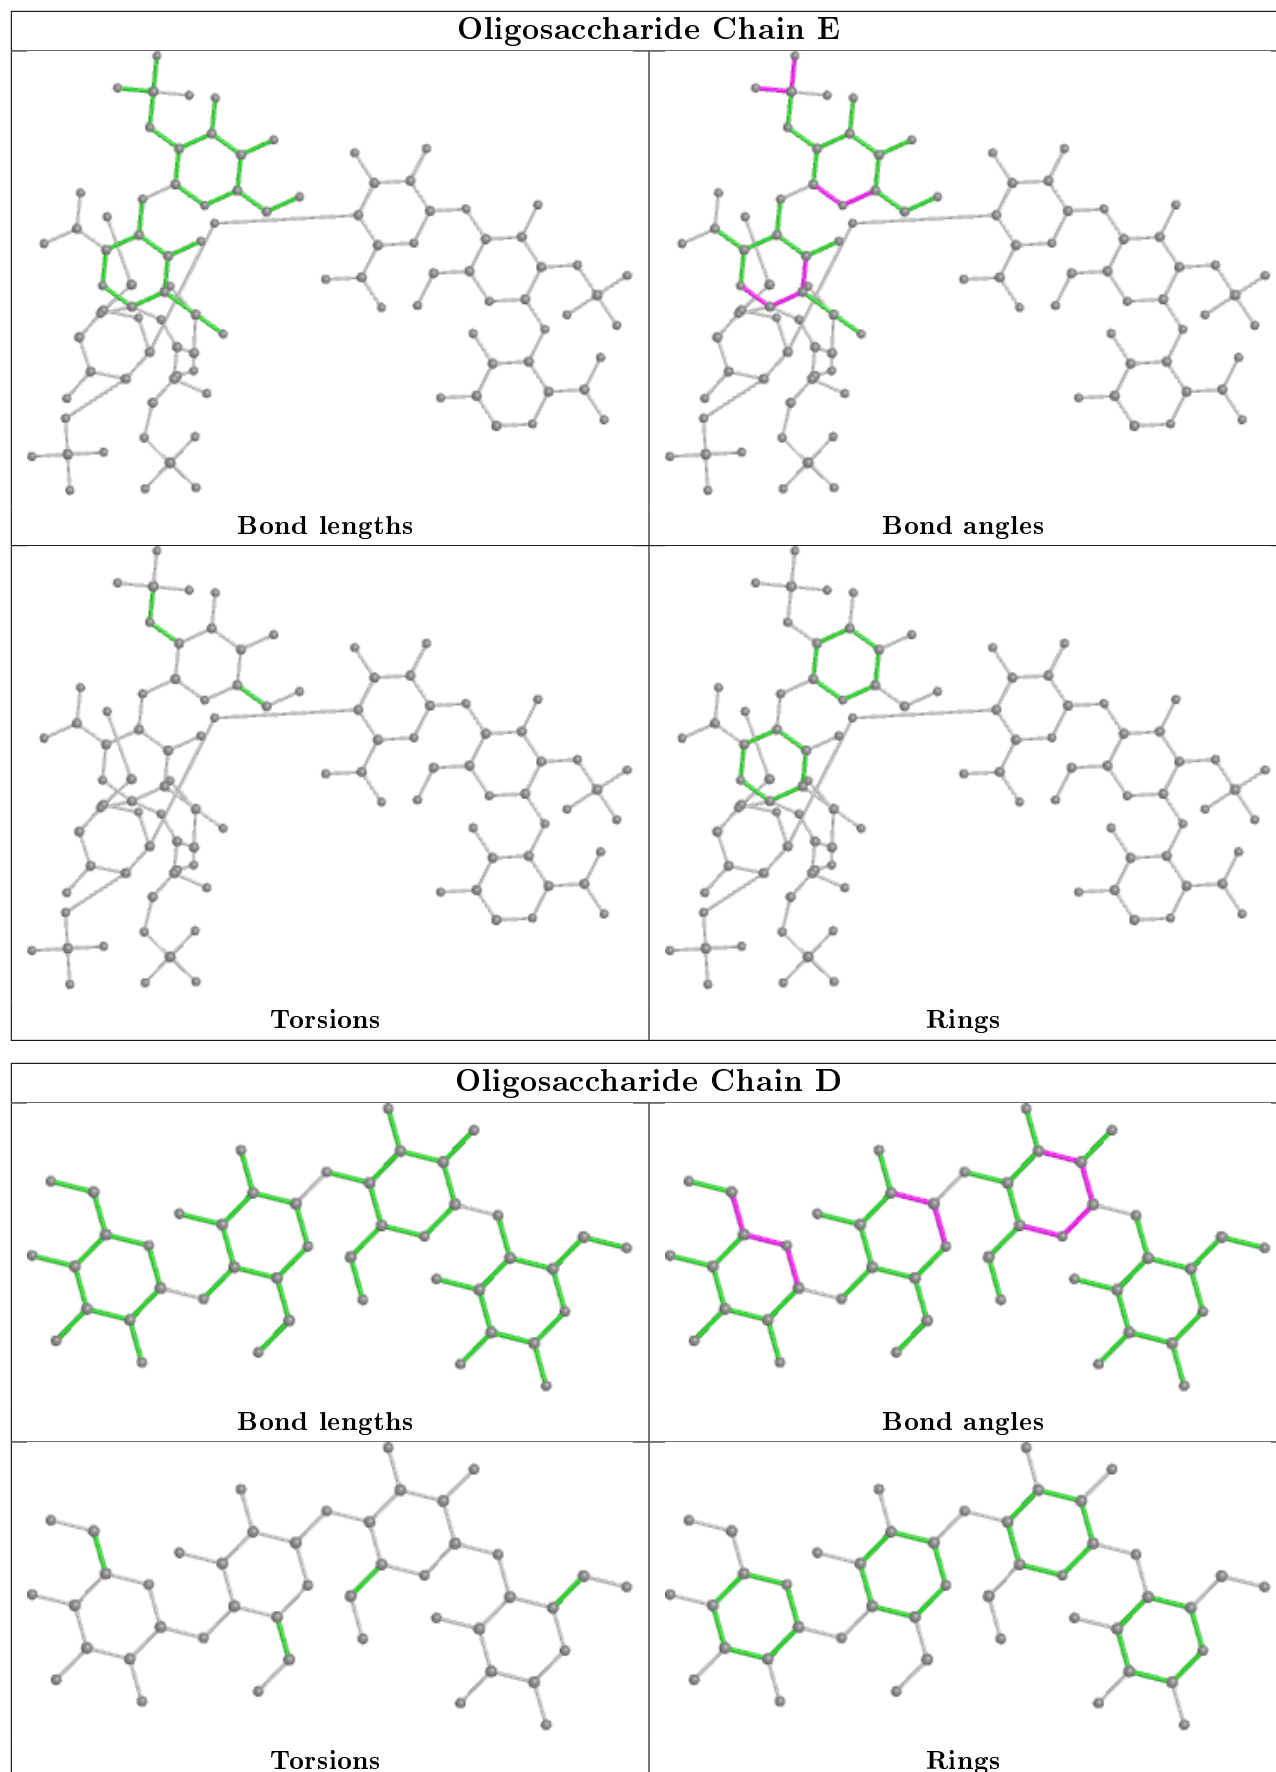 Oligosaccharide Chain E
Bond lengths
Bond angles
Torsions
Rings
Oligosaccharide Chain D
Bond lengths
Bond angles
Torsions
Rings